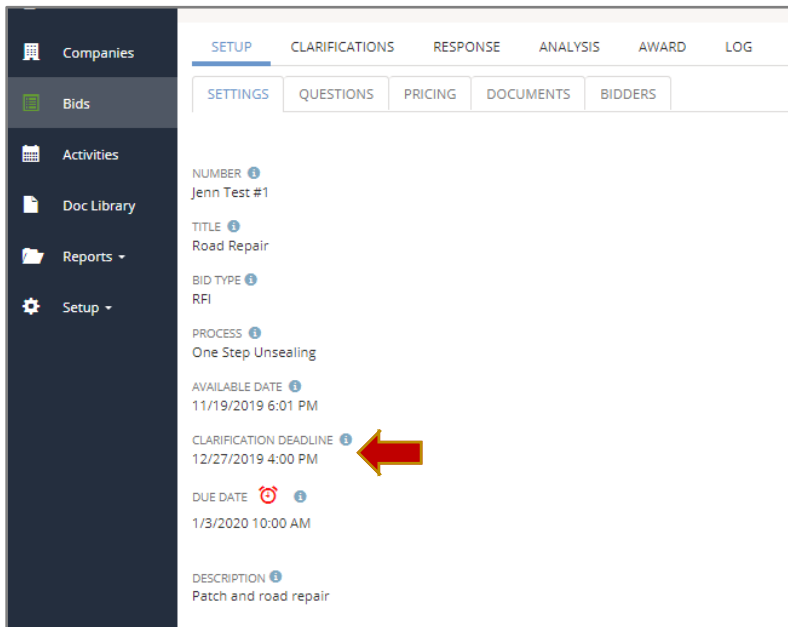 Companies
Bids
Activities
Doc Library
Reports
Setup
SETUP CLARIFICATIONS RESPONSE ANALYSIS AWARD LOG
SETTINGS QUESTIONS PRICING DOCUMENTS BIDDERS
NUMBER
Jenn Test #1
TITLE
Road Repair
BID TYPE
RFI
PROCESS
One Step Unsealing
AVAILABLE DATE
11/19/2019 6:01 PM
CLARIFICATION DEADLINE
12/27/2019 4:00 PM
DUE DATE
1/3/2020 10:00 AM
DESCRIPTION
Patch and road repair